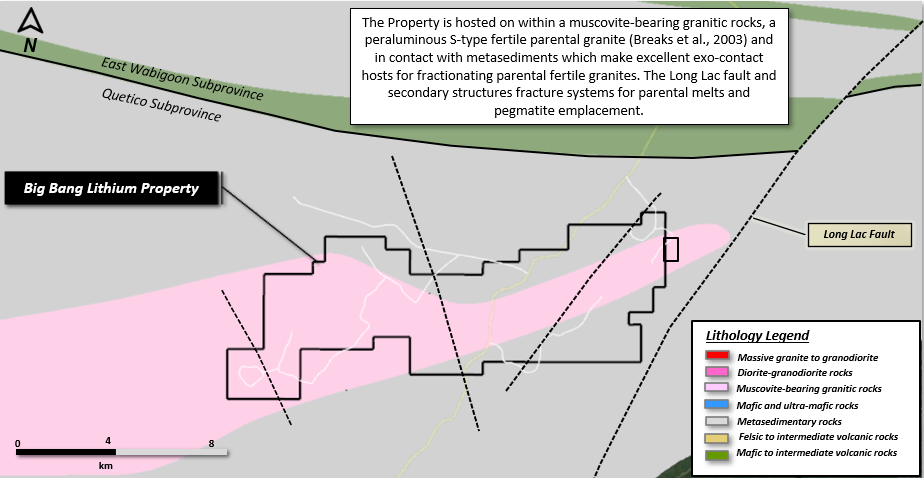 The Property is hosted on within a muscovite-bearing granitic rocks, a
peraluminous S-type fertile parental granite (Breaks et al., 2003) and
in contact with metasediments which make excellent exo-contact
hosts for fractionating parental fertile granites. The Long Lac fault and
secondary structures fracture systems for parental melts and
pegmatite emplacement.
N
East Wabigoon Subprovince
Quetico Subprovince
Big Bang Lithium Property
Long Lac Fault
Lithology Legend
Massive granite to granodiorite
Diorite-granodiorite rocks
Muscovite-bearing granitic rocks
Mafic and ultra-mafic rocks
Metasedimentary rocks
Felsic to intermediate volcanic rocks
Mafic to intermediate volcanic rocks
0 4 8
km